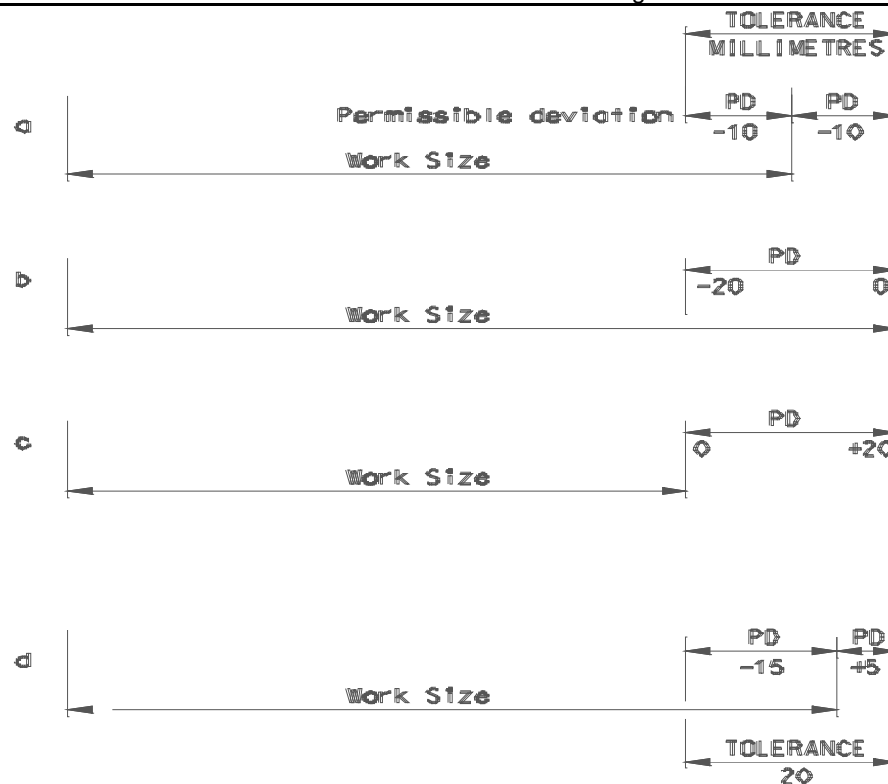 TOLERANCE
MILLIMETRES
a
Permissible deviation
PD
PD
-10
-10
Work Size
b
PD
-20
0
Work Size
c
PD
0
+20
Work Size
d
PD
PD
-15
+5
Work Size
TOLERANCE
20